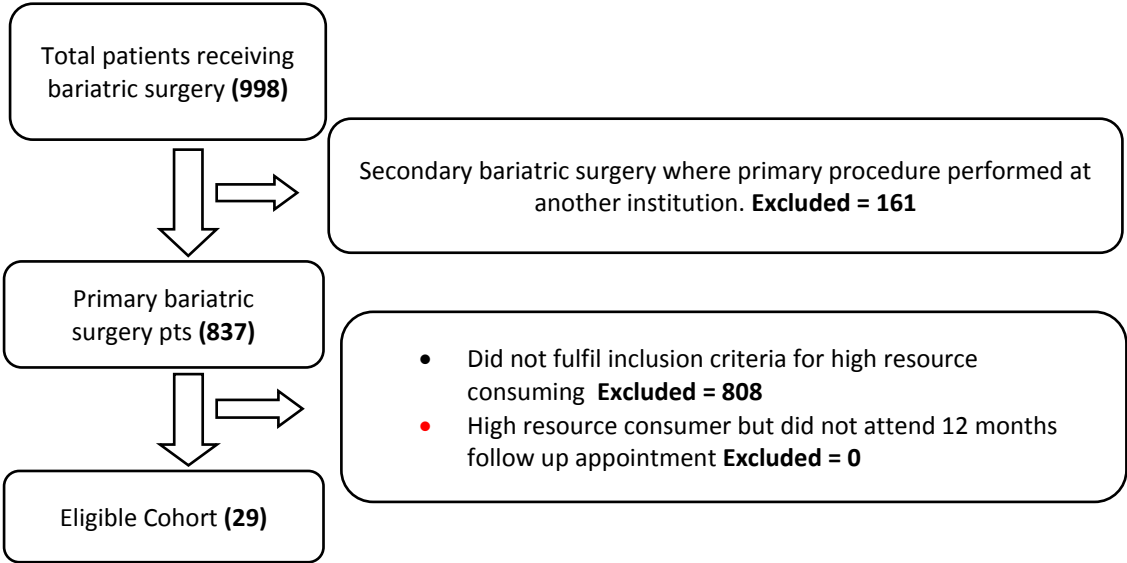 Total patients receiving
bariatric surgery (998)
Secondary bariatric surgery where primary procedure performed at
another institution. Excluded = 161
Primary bariatric
surgery pts (837)
• Did not fulfil inclusion criteria for high resource
consuming Excluded = 808
• High resource consumer but did not attend 12 months
follow up appointment Excluded = 0
Eligible Cohort (29)